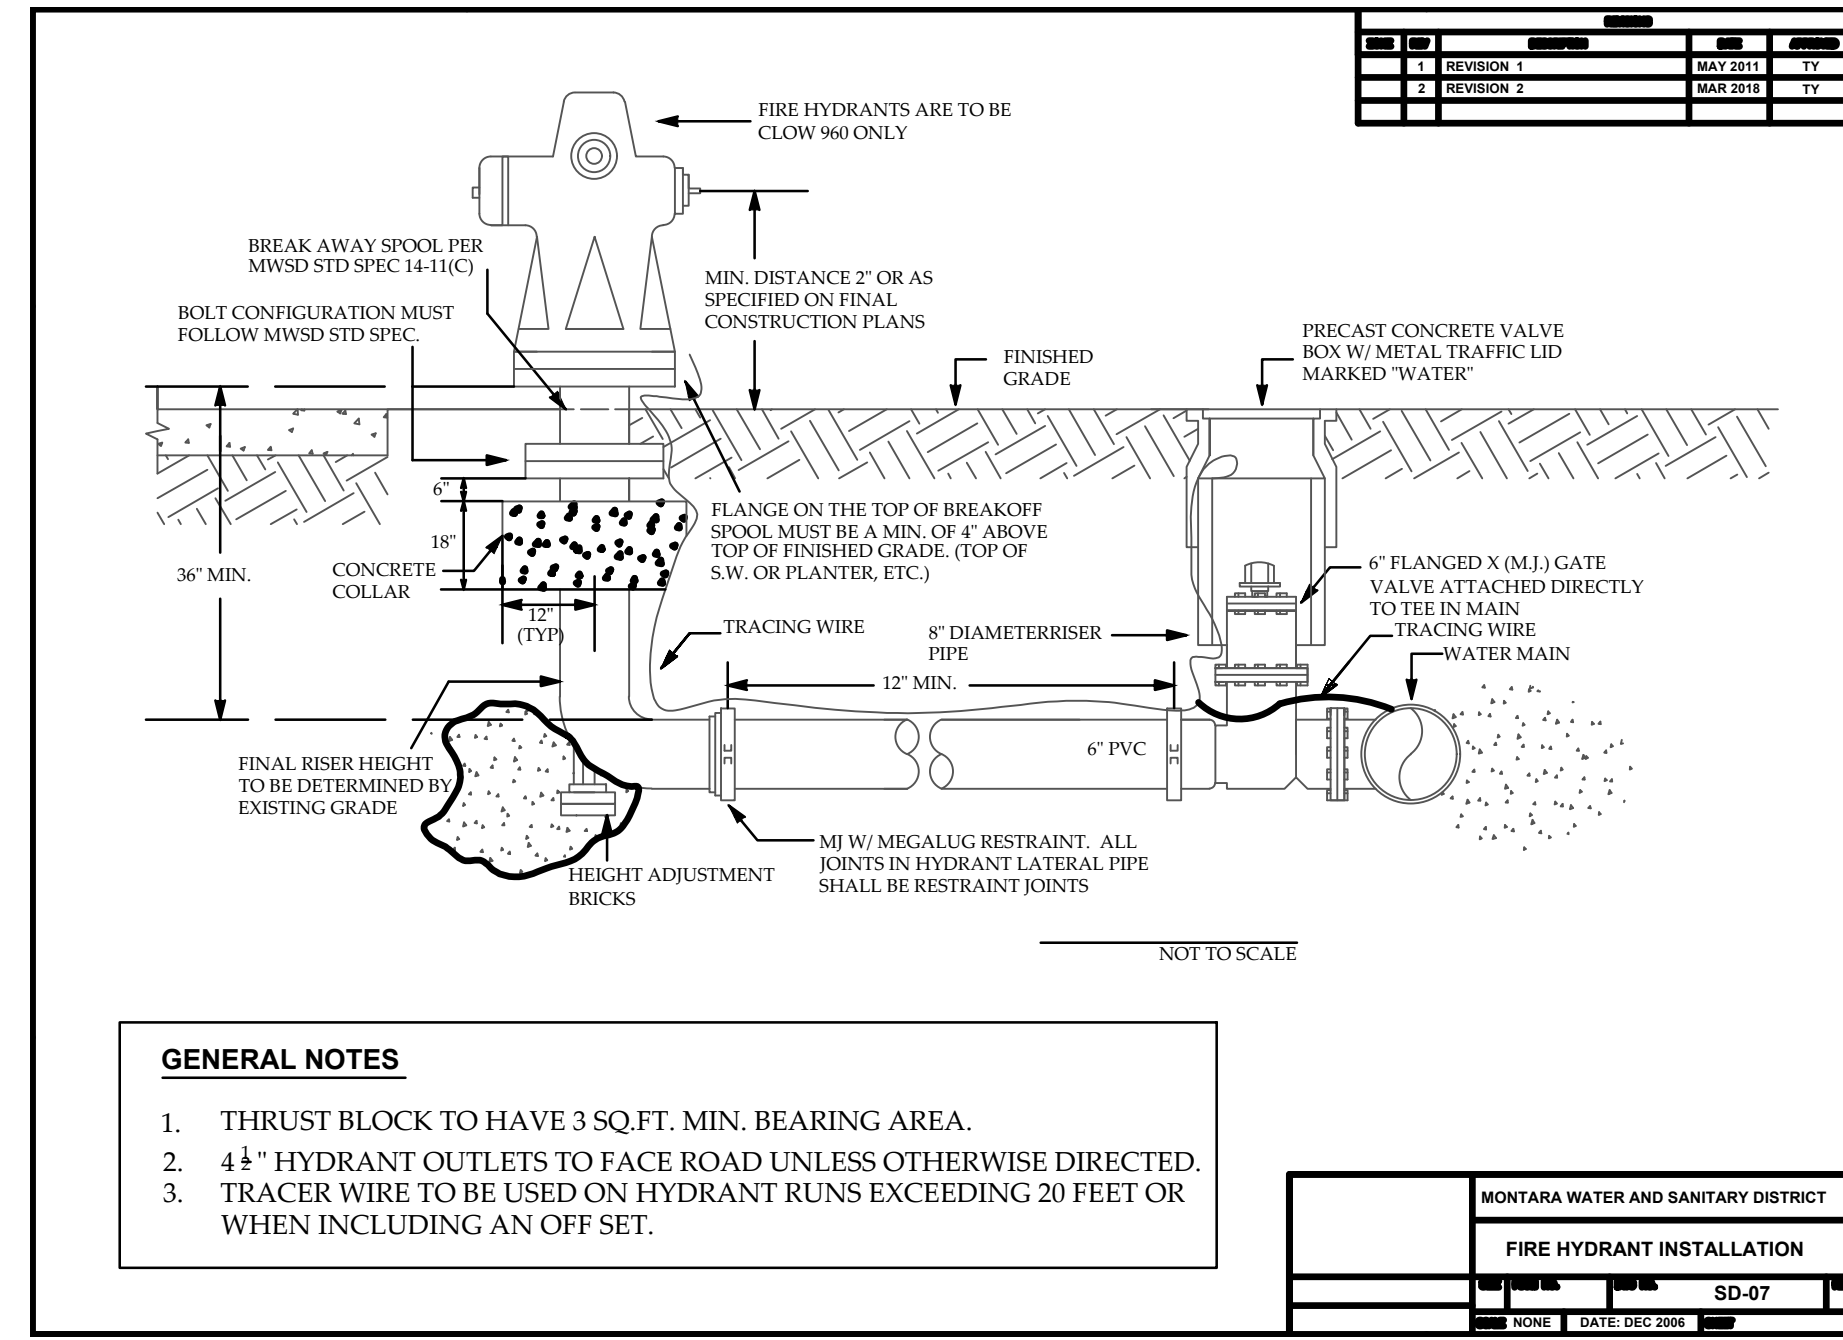 1 REVISION 1 MAY 2011 TY
2 REVISION 2 MAR 2018 TY
FIRE HYDRANTS ARE TO BE
CLOW 960 ONLY
BREAK AWAY SPOOL PER
MWSD STD SPEC 14-11(C)
BOLT CONFIGURATION MUST
FOLLOW MWSD STD SPEC.
MIN. DISTANCE 2" OR AS
SPECIFIED ON FINAL
CONSTRUCTION PLANS
FINISHED
GRADE
PRECAST CONCRETE VALVE
BOX W/ METAL TRAFFIC LID
MARKED "WATER"
6"
18"
36" MIN.
CONCRETE
COLLAR
12"
(TYP)
FLANGE ON THE TOP OF BREAKOFF
SPOOL MUST BE A MIN. OF 4" ABOVE
TOP OF FINISHED GRADE. (TOP OF
S.W. OR PLANTER, ETC.)
6" FLANGED X (M.J.) GATE
VALVE ATTACHED DIRECTLY
TO TEE IN MAIN
TRACING WIRE
WATER MAIN
TRACING WIRE
8" DIAMETERRISER
PIPE
12" MIN.
6" PVC
FINAL RISER HEIGHT
TO BE DETERMINED BY
EXISTING GRADE
HEIGHT ADJUSTMENT
BRICKS
MJ W/ MEGALUG RESTRAINT. ALL
JOINTS IN HYDRANT LATERAL PIPE
SHALL BE RESTRAINT JOINTS
NOT TO SCALE
GENERAL NOTES
1. THRUST BLOCK TO HAVE 3 SQ.FT. MIN. BEARING AREA.
2. 4 1/2" HYDRANT OUTLETS TO FACE ROAD UNLESS OTHERWISE DIRECTED.
3. TRACER WIRE TO BE USED ON HYDRANT RUNS EXCEEDING 20 FEET OR
WHEN INCLUDING AN OFF SET.
MONTARA WATER AND SANITARY DISTRICT
FIRE HYDRANT INSTALLATION
SD-07
NONE DATE: DEC 2006